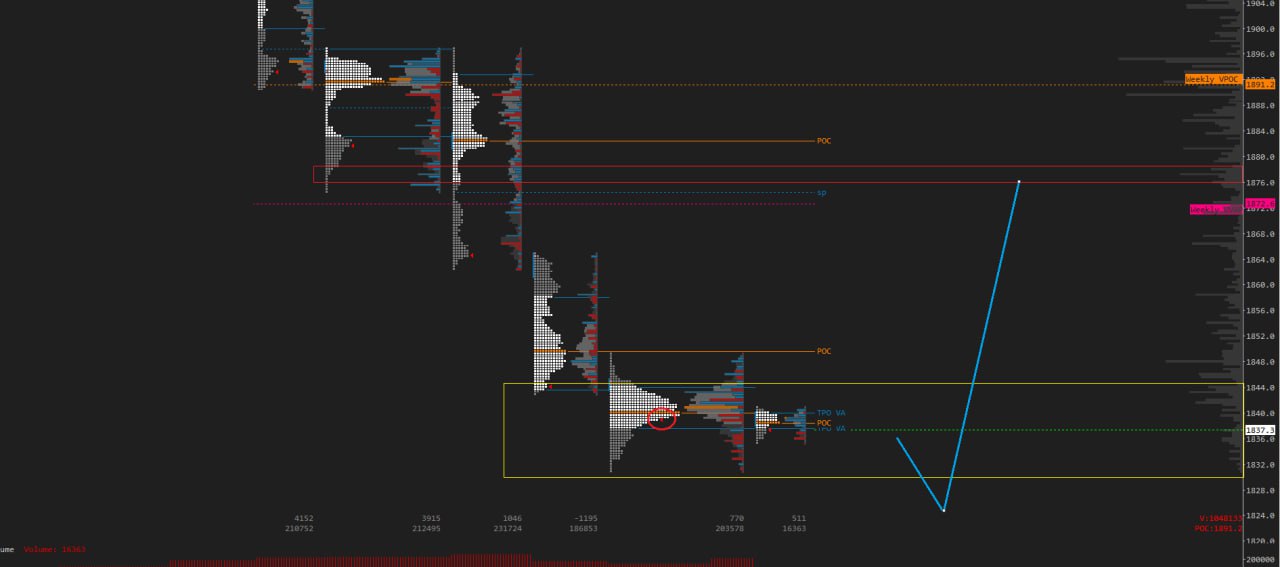 1904.0
1900.0
1896.0
Weekly VPOC
1891.2
1888.0
1884.0
POC
1880.0
1876.0
sp
1872.0
1868.0
1864.0
1860.0
1856.0
1852.0
POC
1848.0
1844.0
TPO VA
1840.0
POC
TPO VA
1837.3
1836.0
1832.0
1828.0
4152 3915 1046 -1195 770 511 V:1048133 1824.0
210752 212495 231724 186853 203578 16363 POC:1891.2
1820.0
ume Volume: 16363
200000